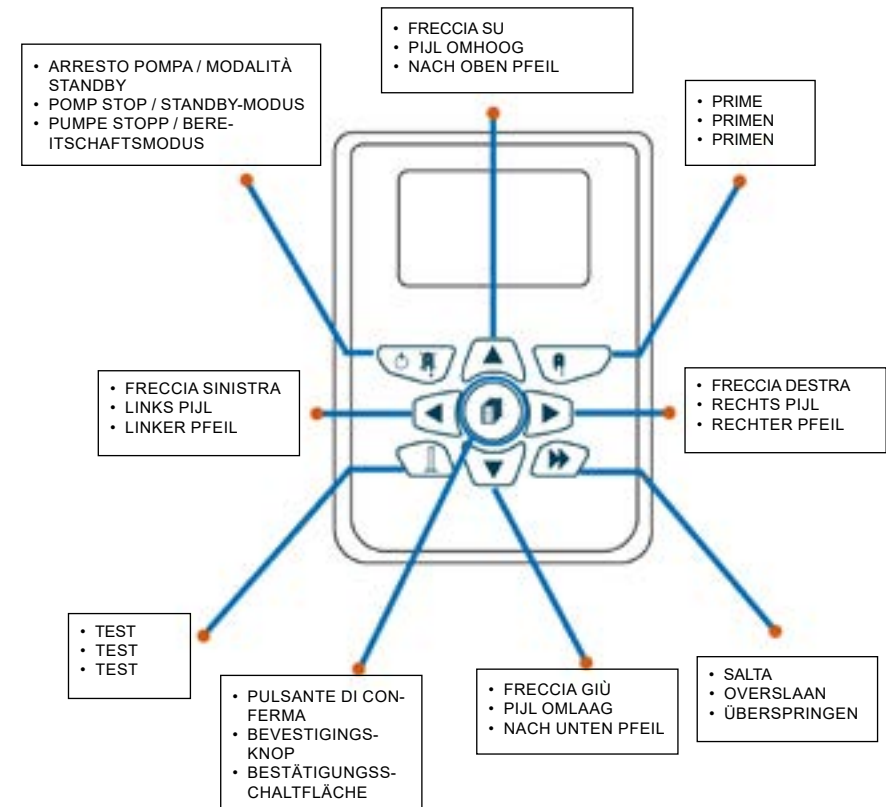 • FRECCIA SU
• PIJL OMHOOG
• NACH OBEN PFEIL
• ARRESTO POMPA / MODALITÀ
STANDBY
• POMP STOP / STANDBY-MODUS
• PUMPE STOPP / BERE-
ITSCHAFTSMODUS
• PRIME
• PRIMEN
• PRIMEN
• FRECCIA SINISTRA
• LINKS PIJL
• LINKER PFEIL
• FRECCIA DESTRA
• RECHTS PIJL
• RECHTER PFEIL
• TEST
• TEST
• TEST
• PULSANTE DI CON-
FERMA
• BEVESTIGINGS-
KNOP
• BESTÄTIGUNGSS-
CHALTFLÄCHE
• FRECCIA GIÙ
• PIJL OMLAAG
• NACH UNTEN PFEIL
• SALTA
• OVERSLAAN
• ÜBERSPRINGEN